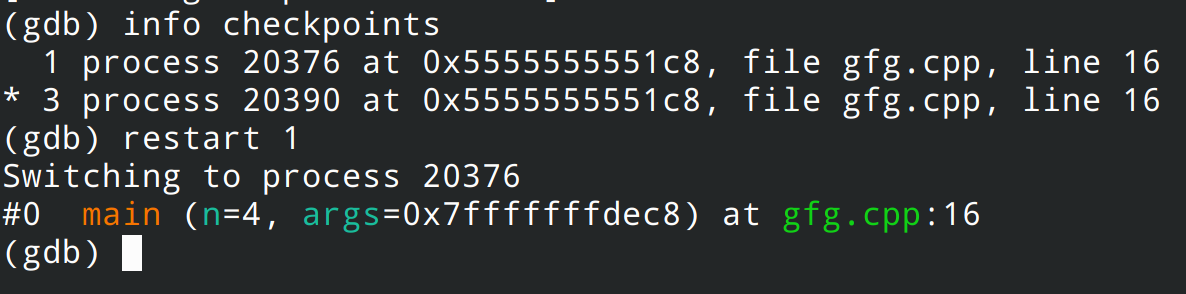 (gdb) info checkpoints
  1 process 20376 at 0x5555555551c8, file gfg.cpp, line 16
* 3 process 20390 at 0x5555555551c8, file gfg.cpp, line 16
(gdb) restart 1
Switching to process 20376
#0  main (n=4, args=0x7fffffffdec8) at gfg.cpp:16
(gdb)